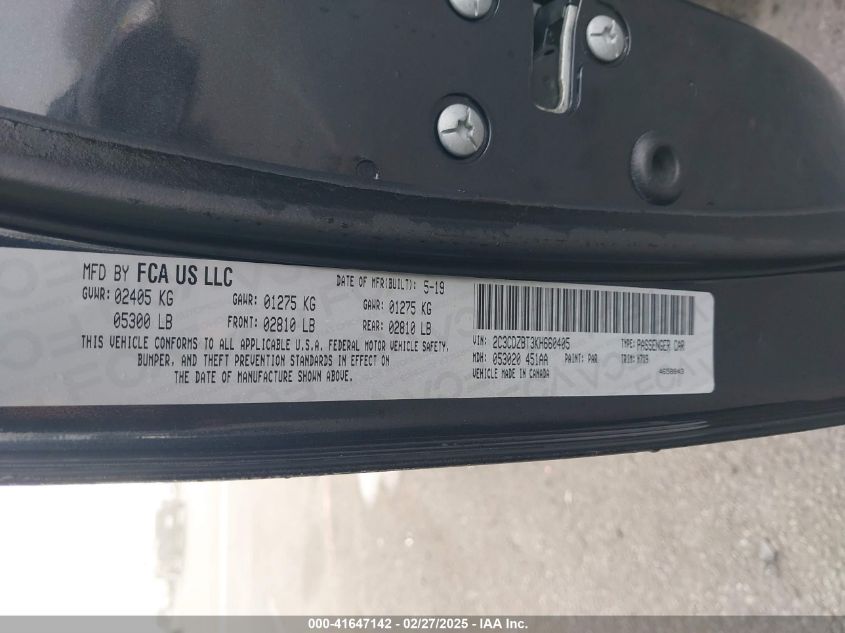 MFD BY FCA US LLC DATE OF MFR(BUILT): 5-19
GVWR: 02405 KG GAWR: 01275 KG GAWR: 01275 KG
05300 LB FRONT: 02810 LB REAR: 02810 LB
THIS VEHICLE CONFORMS TO ALL APPLICABLE U.S.A. FEDERAL MOTOR VEHICLE SAFETY,
BUMPER, AND THEFT PREVENTION STANDARDS IN EFFECT ON
THE DATE OF MANUFACTURE SHOWN ABOVE.
VIN: 2C3CDZBT3KH660405 TYPE: PASSENGER CAR
MDH: 053020 451AA PAINT: PAR TRIM: H7X9
VEHICLE MADE IN CANADA
000-41647142 - 02/27/2025 - IAA Inc.